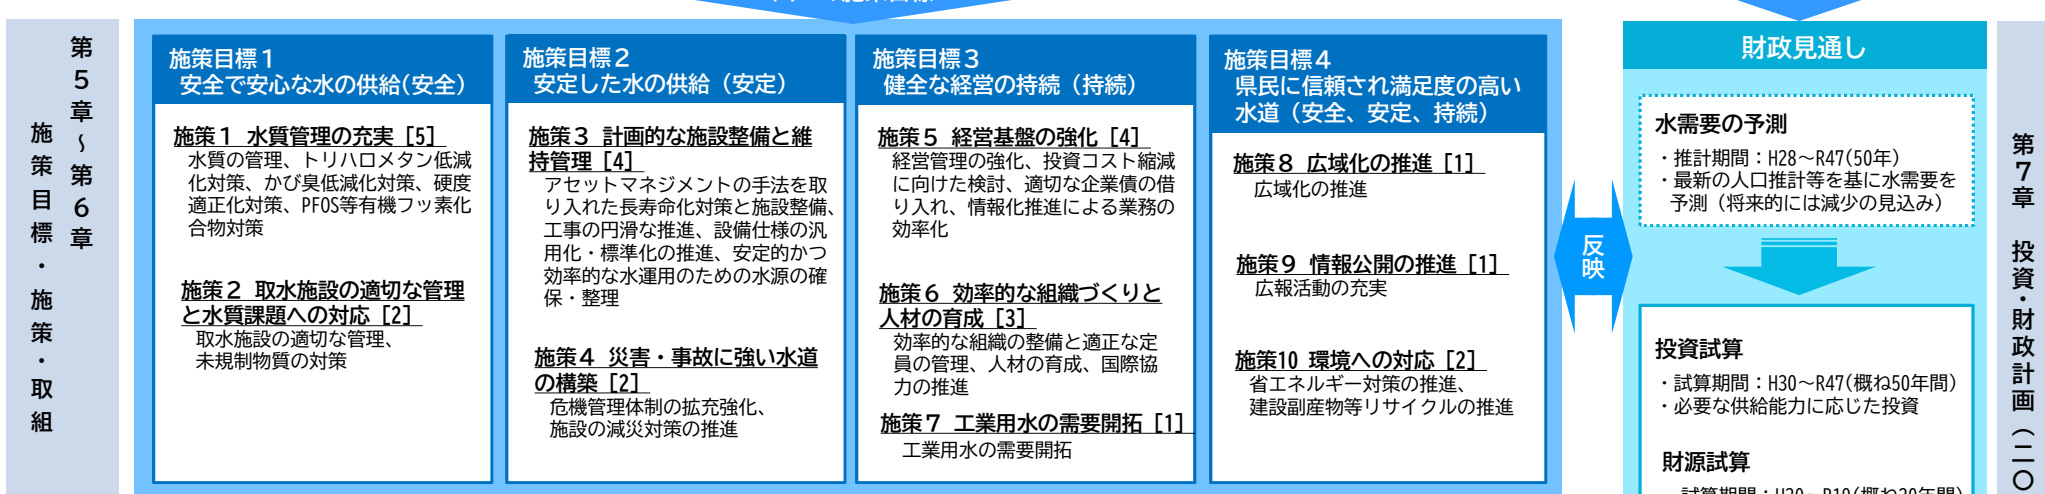 第5章～第6章
施策目標・施策・取組
施策目標1
安全で安心な水の供給(安全)
施策1 水質管理の充実 [5]
水質の管理、トリハロメタン低減
化対策、かび臭低減化対策、硬度
適正化対策、PFOS等有機フッ素化
合物対策
施策2 取水施設の適切な管理
と水質課題への対応 [2]
取水施設の適切な管理、
未規制物質の対策
施策目標2
安定した水の供給（安定）
施策3 計画的な施設整備と維
持管理 [4]
アセットマネジメントの手法を取
り入れた長寿命化対策と施設整備、
工事の円滑な推進、設備仕様の汎
用化・標準化の推進、安定的かつ
効率的な水運用のための水源の確
保・整理
施策4 災害・事故に強い水道
の構築 [2]
危機管理体制の拡充強化、
施設の減災対策の推進
施策目標3
健全な経営の持続（持続）
施策5 経営基盤の強化 [4]
経営管理の強化、投資コスト縮減
に向けた検討、適切な企業債の借
り入れ、情報化推進による業務の
効率化
施策6 効率的な組織づくりと
人材の育成 [3]
効率的な組織の整備と適正な定
員の管理、人材の育成、国際協
力の推進
施策7 工業用水の需要開拓 [1]
工業用水の需要開拓
施策目標4
県民に信頼され満足度の高い
水道（安全、安定、持続）
施策8 広域化の推進 [1]
広域化の推進
施策9 情報公開の推進 [1]
広報活動の充実
施策10 環境への対応 [2]
省エネルギー対策の推進、
建設副産物等リサイクルの推進
反映
財政見通し
水需要の予測
・推計期間：H28～R47(50年)
・最新の人口推計等を基に水需要を
予測（将来的には減少の見込み）
投資試算
・試算期間：H30～R47(概ね50年間)
・必要な供給能力に応じた投資
財源試算
第7章 投資・財政計画（二〇